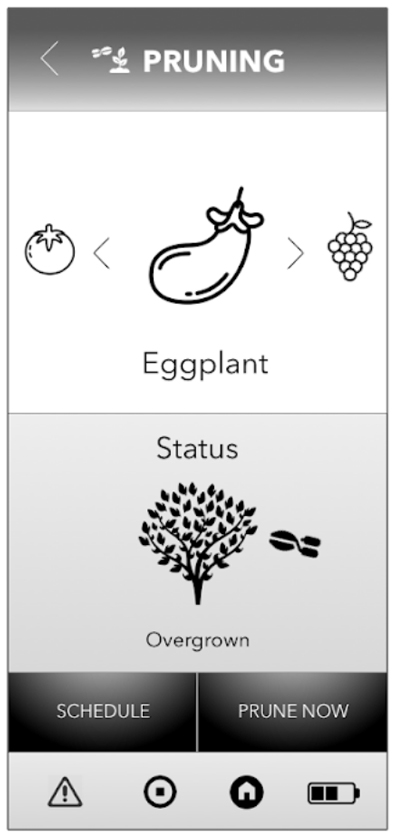 PRUNING
Eggplant
Status
Overgrown
SCHEDULE
PRUNE NOW